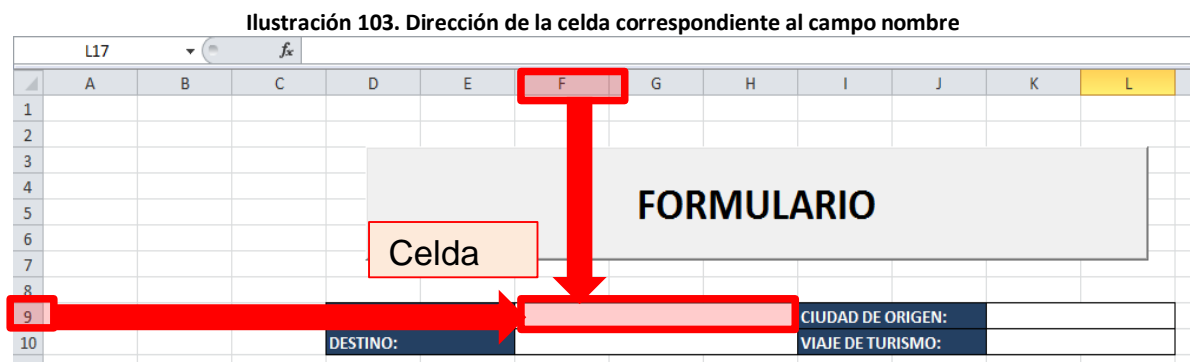 Ilustración 103. Dirección de la celda correspondiente al campo nombre
L17 fx
A B C D E F G H I J K L
1
2
3
4
5
6
7
8
FORMULARIO
Celda
9 CIUDAD DE ORIGEN:
10 DESTINO: VIAJE DE TURISMO: